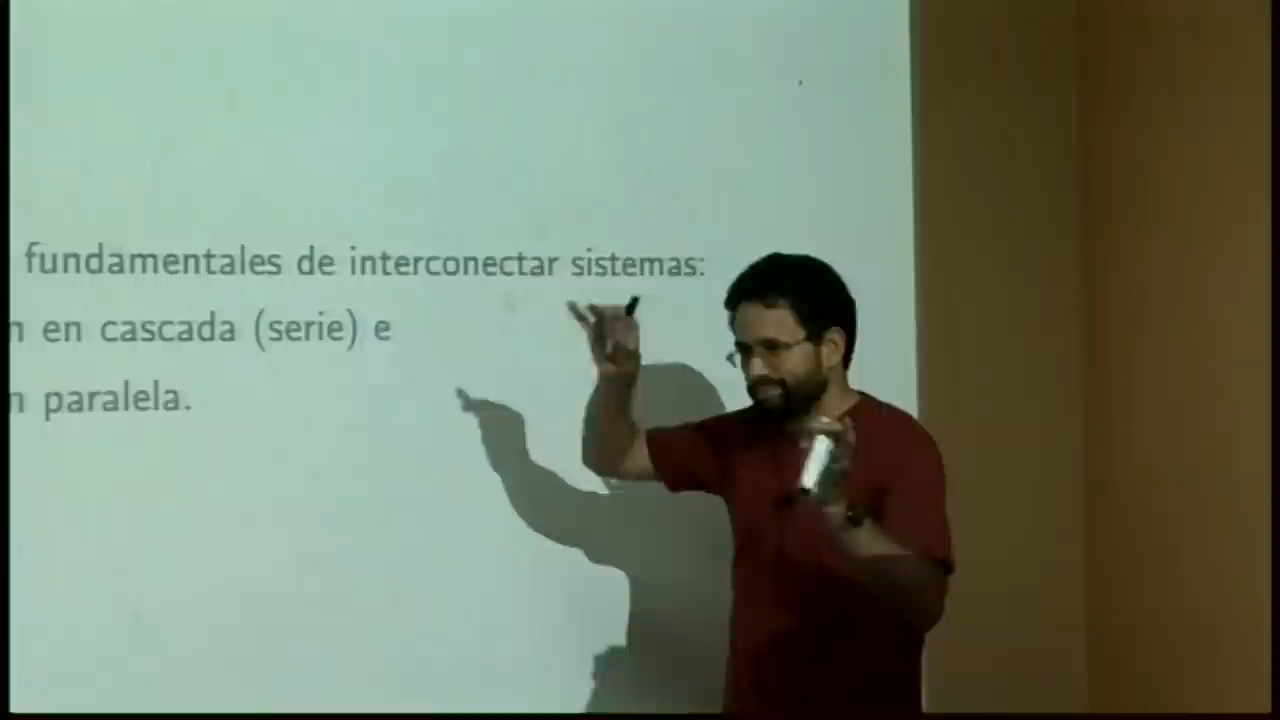 fundamentales de interconectar sistemas:
n en cascada (serie) e
n paralela.